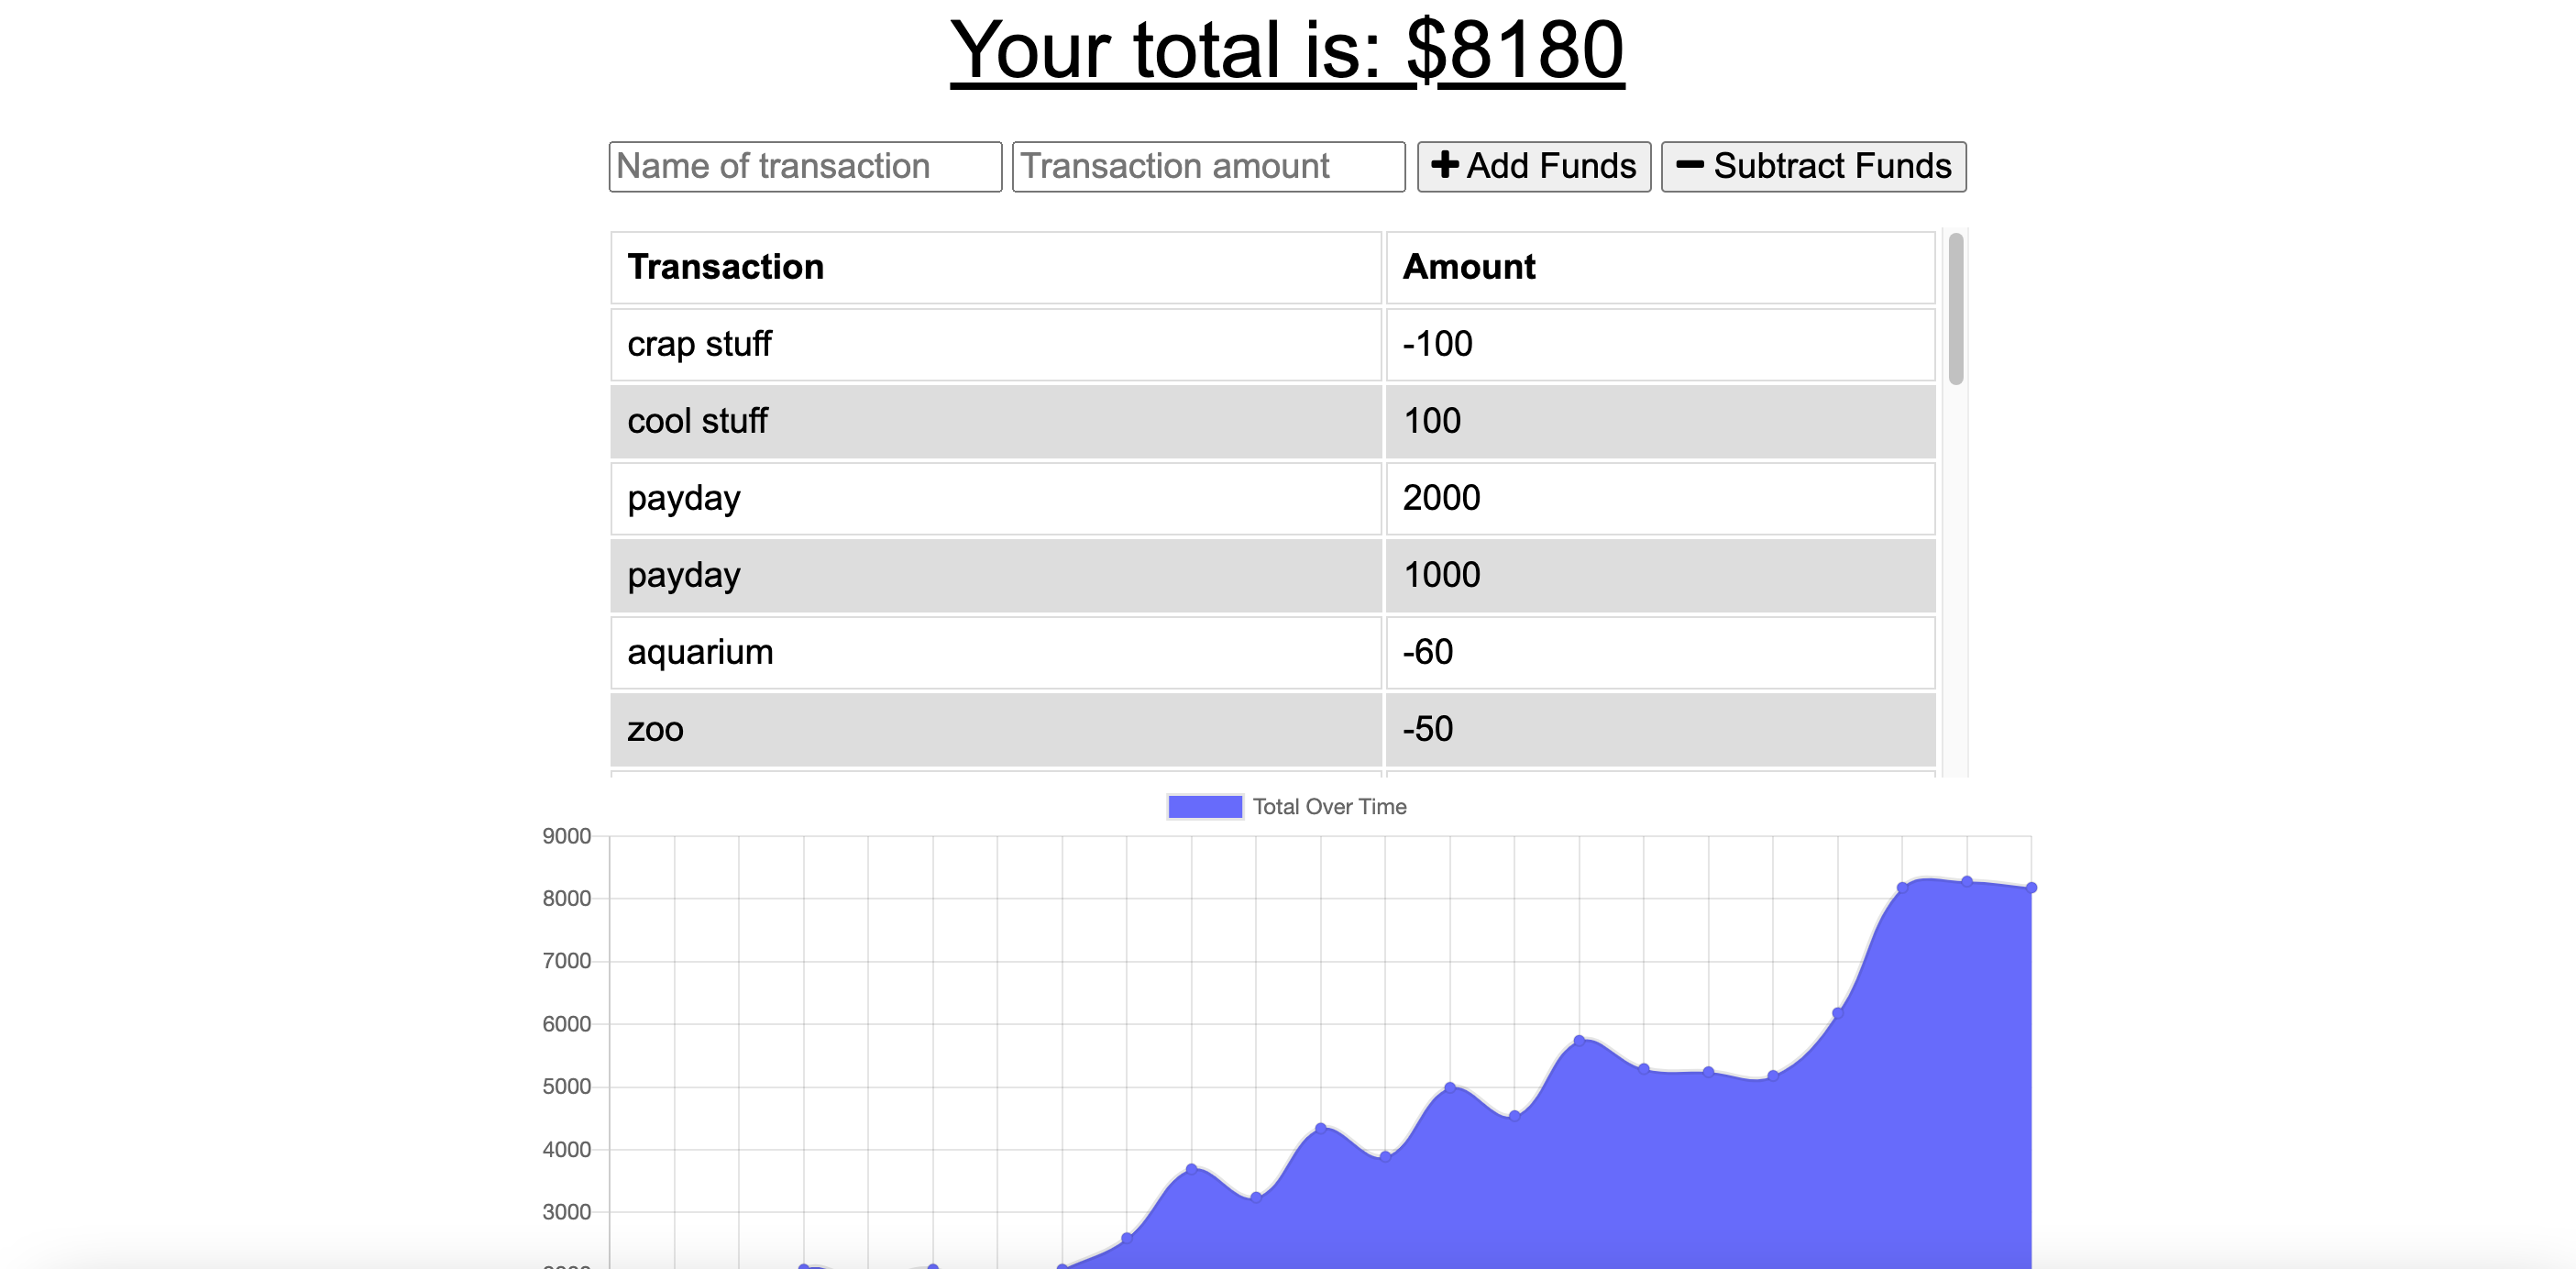 Your total is: $8180
Name of transaction Transaction amount + Add Funds − Subtract Funds
Transaction Amount
crap stuff -100
cool stuff 100
payday 2000
payday 1000
aquarium -60
zoo -50
Total Over Time
9000
8000
7000
6000
5000
4000
3000